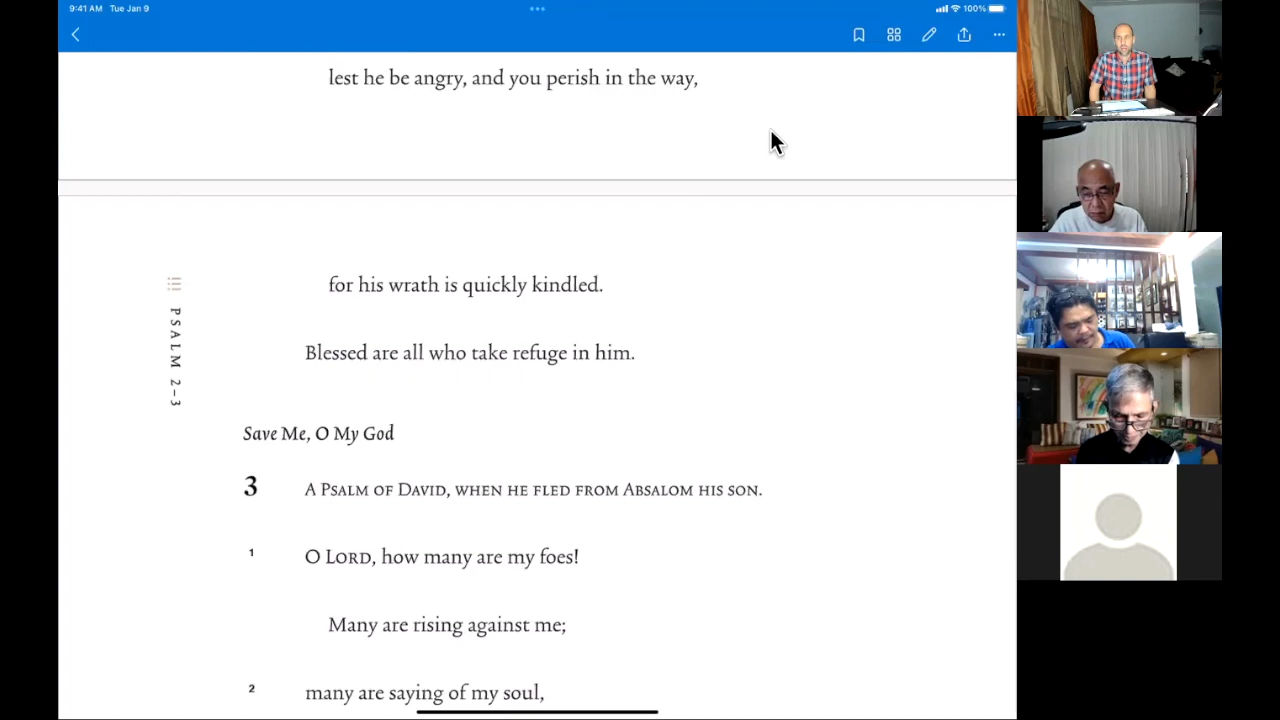 9:41 AM Tue Jan 9
100%
lest he be angry, and you perish in the way,
for his wrath is quickly kindled.
PSALM 2–3
Blessed are all who take refuge in him.
Save Me, O My God
3 A Psalm of David, when he fled from Absalom his son.
1 O Lord, how many are my foes!
Many are rising against me;
2 many are saying of my soul,